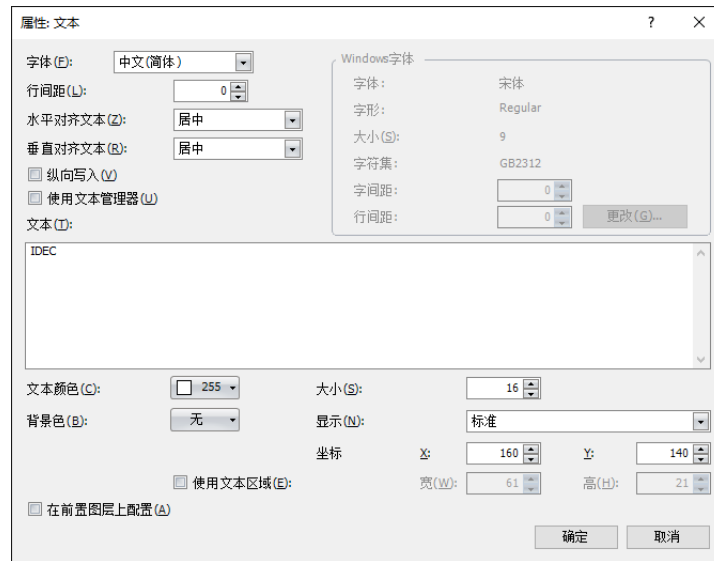 属性: 文本
?
字体(F): 中文(简体)
行间距(L): 0
水平对齐文本(Z): 居中
垂直对齐文本(R): 居中
纵向写入(V)
使用文本管理器(U)
文本(T):
Windows字体
字体: 宋体
字形: Regular
大小(S): 9
字符集: GB2312
字间距: 0
行间距: 0 更改(G)...
IDEC
文本颜色(C): 255 大小(S): 16
背景色(B): 无 显示(N): 标准
坐标 X: 160 Y: 140
使用文本区域(E): 宽(W): 61 高(H): 21
在前置图层上配置(A)
确定 取消